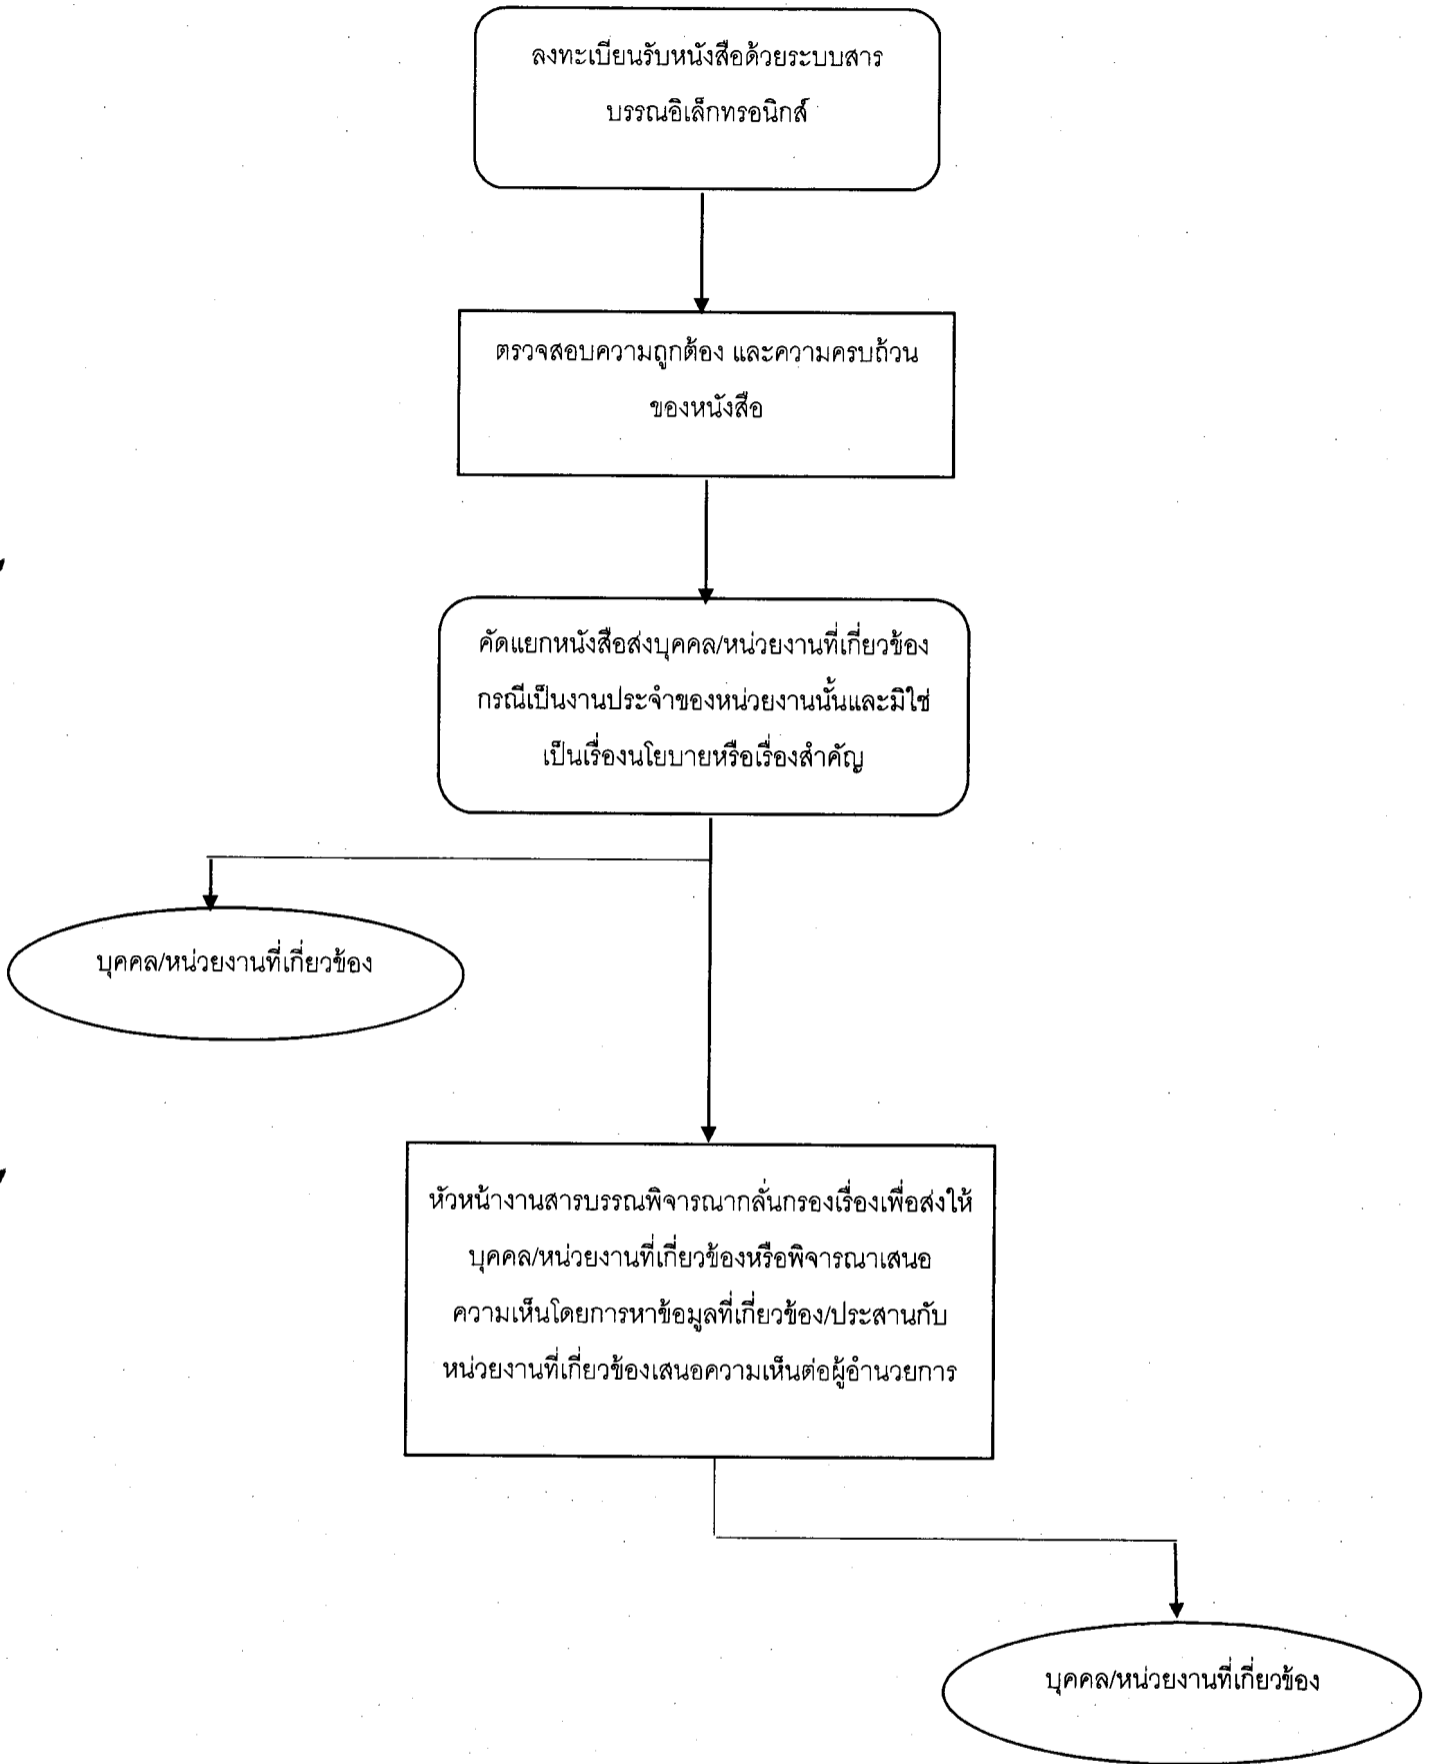 ลงทะเบียนรับหนังสือด้วยระบบสาร
บรรณอิเล็กทรอนิกส์
ตรวจสอบความถูกต้อง และความครบถ้วน
ของหนังสือ
คัดแยกหนังสือส่งบุคคล/หน่วยงานที่เกี่ยวข้อง
กรณีเป็นงานประจำของหน่วยงานนั้นและมิใช่
เป็นเรื่องนโยบายหรือเรื่องสำคัญ
บุคคล/หน่วยงานที่เกี่ยวข้อง
หัวหน้างานสารบรรณพิจารณากลั่นกรองเรื่องเพื่อส่งให้
บุคคล/หน่วยงานที่เกี่ยวข้องหรือพิจารณาเสนอ
ความเห็นโดยการหาข้อมูลที่เกี่ยวข้อง/ประสานกับ
หน่วยงานที่เกี่ยวข้องเสนอความเห็นต่อผู้อำนวยการ
บุคคล/หน่วยงานที่เกี่ยวข้อง